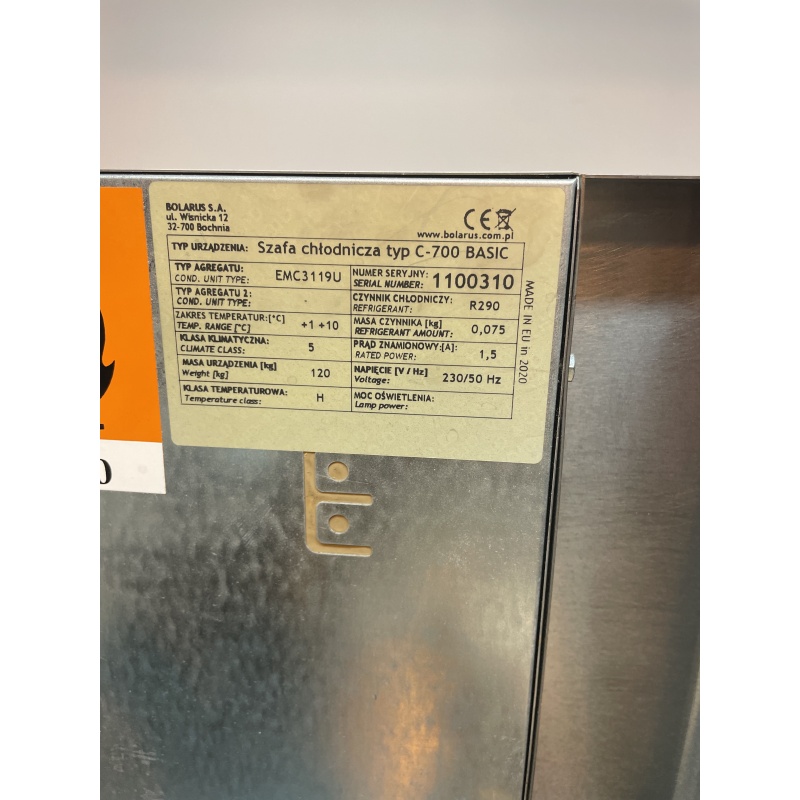 BOLARUS S.A.
ul. Wisnicka 12
32-700 Bochnia
CE
www.bolarus.com.pl
TYP URZĄDZENIA: Szafa chłodnicza typ C-700 BASIC
TYP AGREGATU:
COND. UNIT TYPE: EMC3119U
NUMER SERYJNY:
SERIAL NUMBER: 1100310
TYP AGREGATU 2:
COND. UNIT TYPE:
CZYNNIK CHŁODNICZY:
REFRIGERANT: R290
ZAKRES TEMPERATUR:[°C]
TEMP. RANGE [°C] +1 +10
MASA CZYNNIKA [kg]
REFRIGERANT AMOUNT: 0,075
KLASA KLIMATYCZNA:
CLIMATE CLASS: 5
PRĄD ZNAMIONOWY:[A]:
RATED POWER: 1,5
MASA URZĄDZENIA [kg]
Weight [kg] 120
NAPIĘCIE [V / Hz]
Voltage: 230/50 Hz
KLASA TEMPERATUROWA:
Temperature class: H
MOC OŚWIETLENIA:
Lamp power:
MADE IN EU in 2020
0